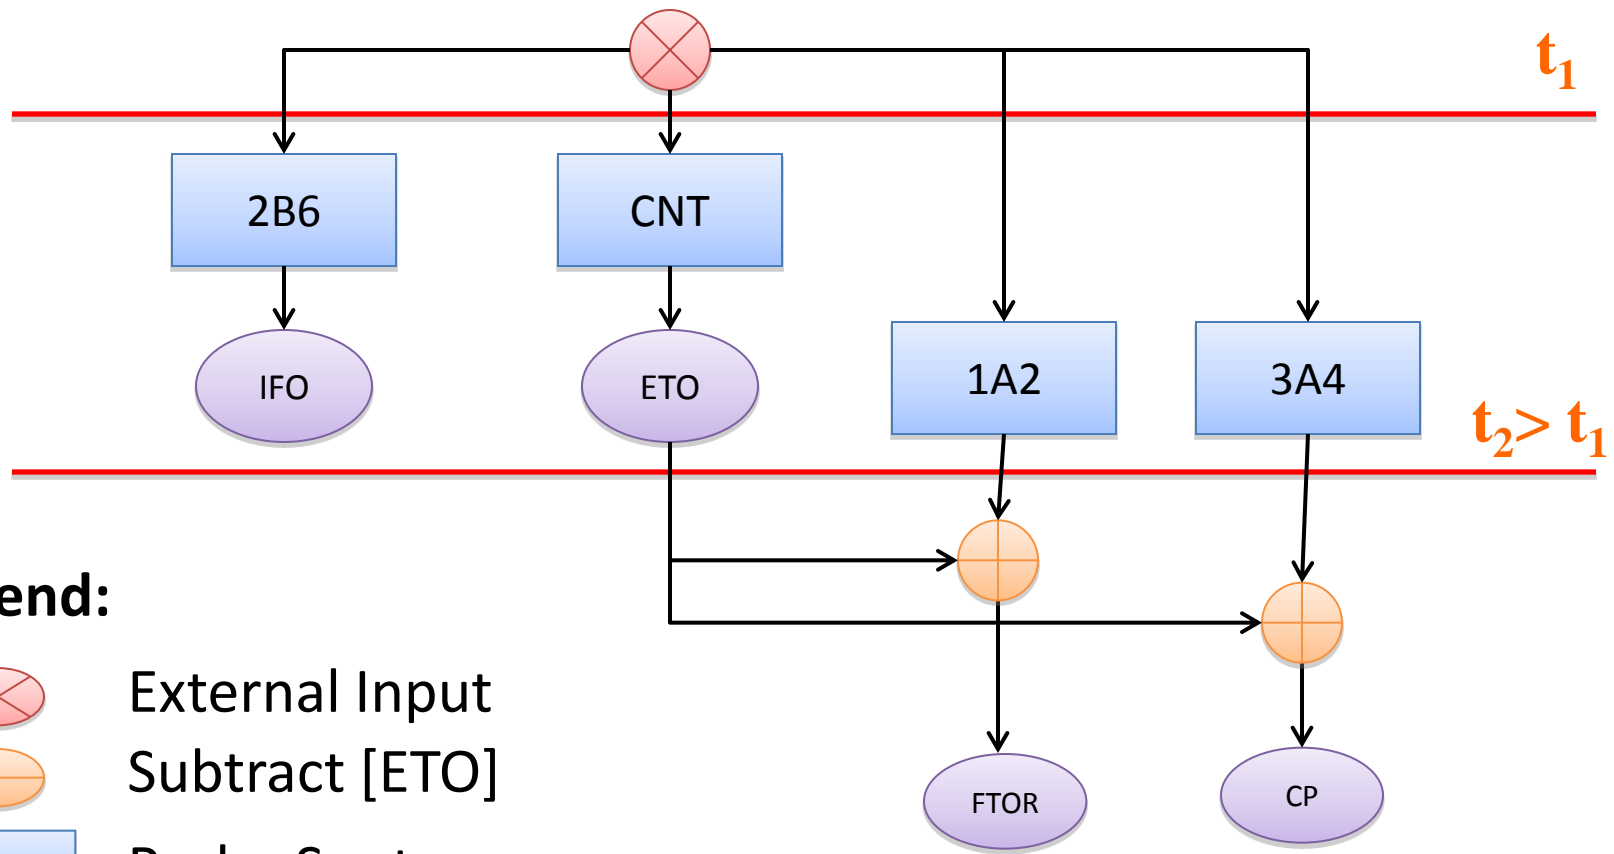 t1
2B6
CNT
IFO
ETO
1A2
3A4
t2> t1
end:
External Input
Subtract [ETO]
FTOR
CP